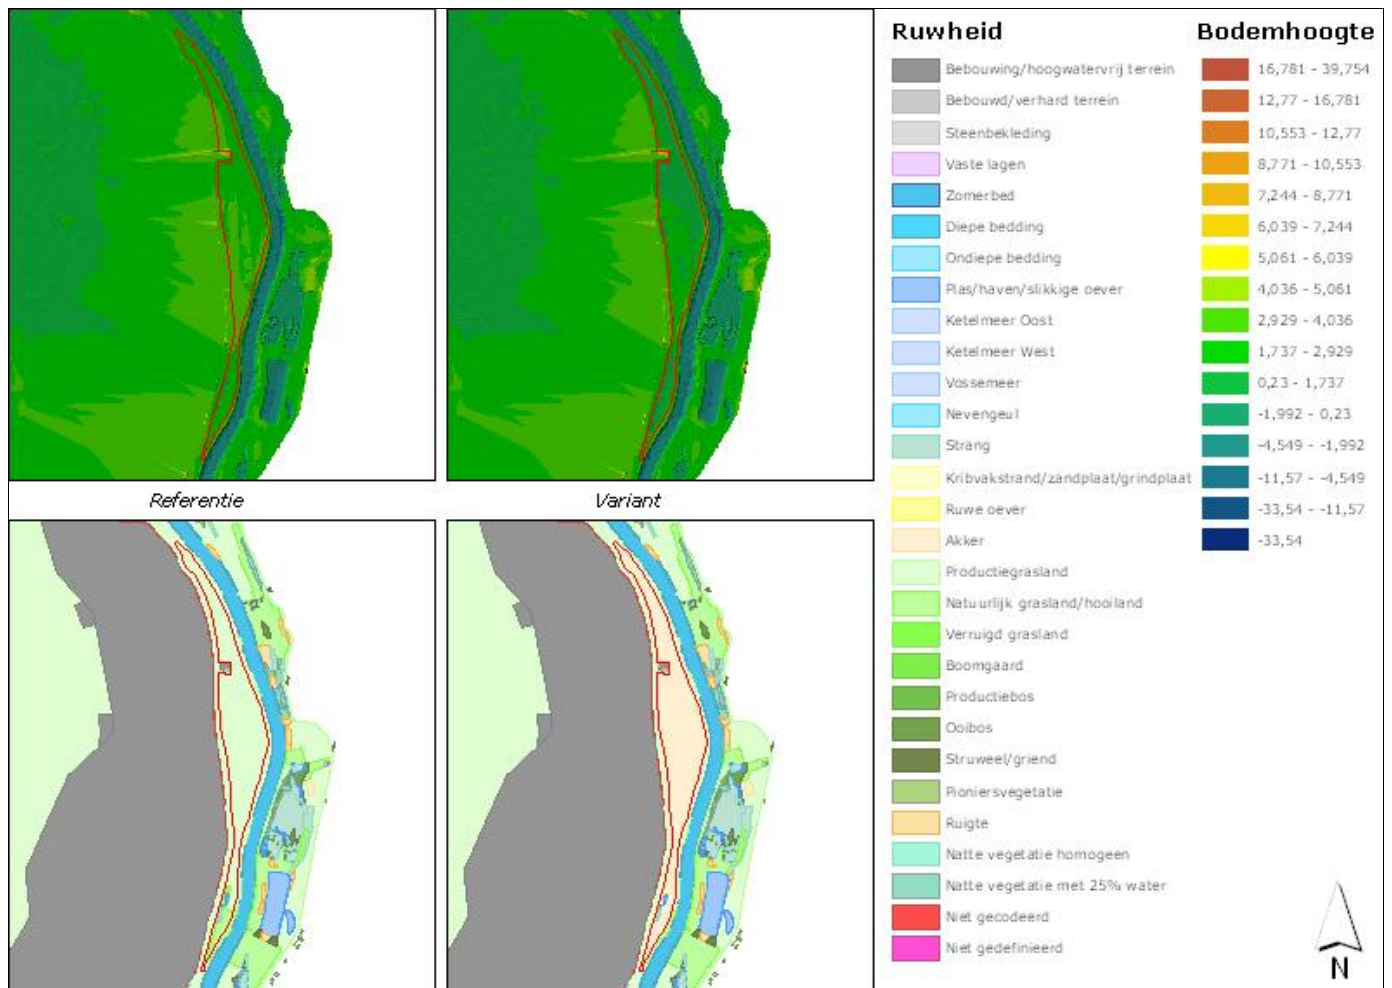 Referentie
Variant
Ruwheid
Bebouwing/hoogwatervrij terrein
Bebouwd/verhard terrein
Steenbekleding
Vaste lagen
Zomerbed
Diepe bedding
Ondiepe bedding
Plas/haven/slikkige oever
Ketelmeer Oost
Ketelmeer West
Vossemeer
Nevengeul
Strang
Kribvakstrand/zandplaat/grindplaat
Ruwe oever
Akker
Productiegrasland
Natuurlijk grasland/hooiland
Verruigd grasland
Boomgaard
Productiebos
Ooibos
Struweel/griend
Pioniersvegetatie
Ruigte
Natte vegetatie homogeen
Natte vegetatie met 25% water
Niet gecodeerd
Niet gedefinieerd
Bodemhoogte
16,781 - 39,754
12,77 - 16,781
10,553 - 12,77
8,771 - 10,553
7,244 - 8,771
6,039 - 7,244
5,061 - 6,039
4,036 - 5,061
2,929 - 4,036
1,737 - 2,929
0,23 - 1,737
-1,992 - 0,23
-4,549 - -1,992
-11,57 - -4,549
-33,54 - -11,57
-33,54
N